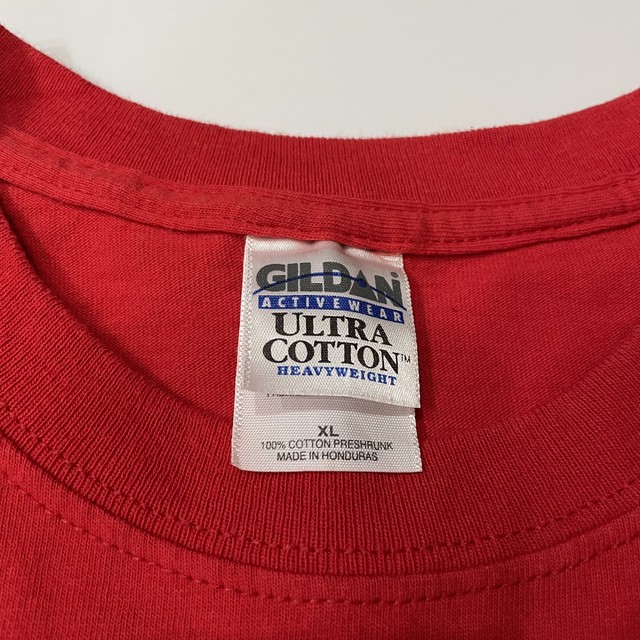 GILDAN
ACTIVEWEAR
ULTRA
COTTON™
HEAVYWEIGHT
XL
100% COTTON PRESHRUNK
MADE IN HONDURAS